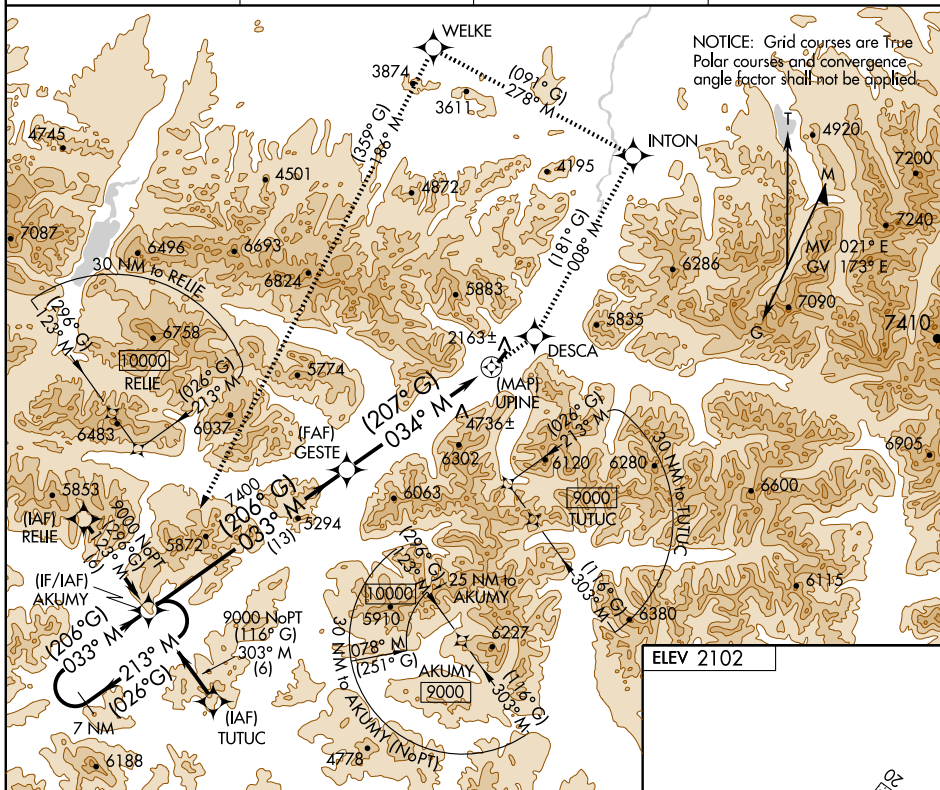 WELKE
3874
3611
(091° G)
278° M
NOTICE: Grid courses are True
Polar courses and convergence
angle factor shall not be applied.
T
4920
7200
4745
(359° G)
186° M
INTON
4195
4501
4872
M
7240
7087
6496
6693
(181° G)
008° M
MV 021° E
GV 173° E
30 NM to RELIE
6824
6286
5883
7090
G
7410
(296° G)
123° M
6758
10000
RELIE
2163±
5835
DESCA
5774
(MAP)
UPINE
(026° G)
213° M
(207° G)
034° M
6483
6037
(FAF)
GESTE
4736±
6302
(026° G)
213° M
6120
6280
30 NM to TUTUC
6905
5853
(IAF)
RELIE
7400
(206° G)
033° M
(13)
5294
6063
9000
TUTUC
6600
9000 NoPT
(296° G)
123° M
(6)
5872
(IF/IAF)
AKUMY
(296° G)
123° M
25 NM to
AKUMY
10000
5910
(116° G)
303° M
6115
6380
(206°G)
033° M
213° M
(026°G)
7 NM
9000 NoPT
(116° G)
303° M
(6)
078° M
(251° G)
6227
AKUMY
9000
(116° G)
303° M
30 NM to AKUMY (NoPT)
(IAF)
TUTUC
6188
4778
ELEV 2102
20